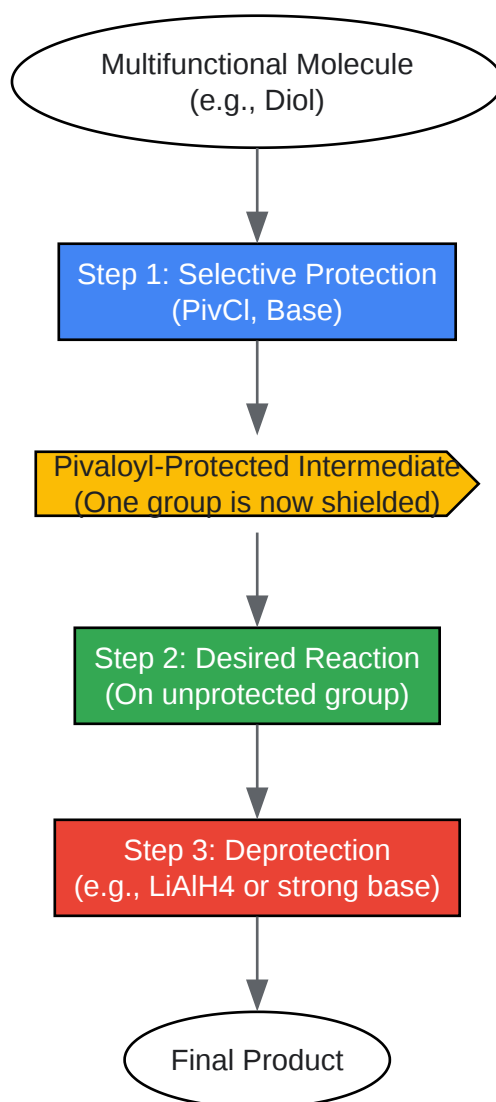 Multifunctional Molecule
(e.g., Diol)
Step 1: Selective Protection
(PivCl, Base)
Pivaloyl-Protected Intermediate
(One group is now shielded)
Step 2: Desired Reaction
(On unprotected group)
Step 3: Deprotection
(e.g., LiAlH4 or strong base)
Final Product